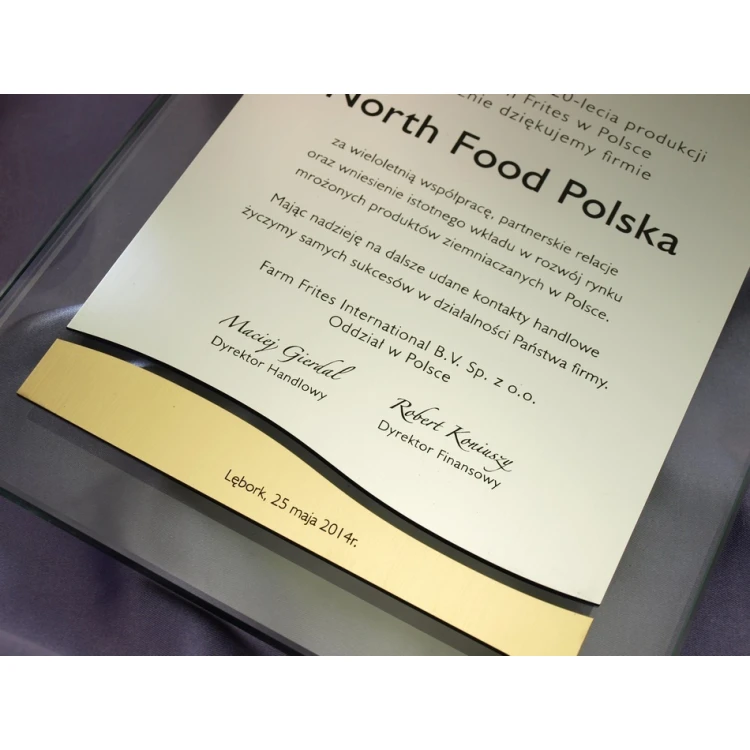 20-lecia produkcji
Frites w Polsce
dziękujemy firmie
North Food Polska
za wieloletnią współpracę, partnerskie relacje
oraz wniesienie istotnego wkładu w rozwój rynku
mrożonych produktów ziemniaczanych w Polsce.
Mając nadzieję na dalsze udane kontakty handlowe
życzymy samych sukcesów w działalności Państwa firmy.
Farm Frites International B.V. Sp. z o.o.
Oddział w Polsce
Maciej Gierdal
Dyrektor Handlowy
Robert Koniuszy
Dyrektor Finansowy
Lębork, 25 maja 2014r.